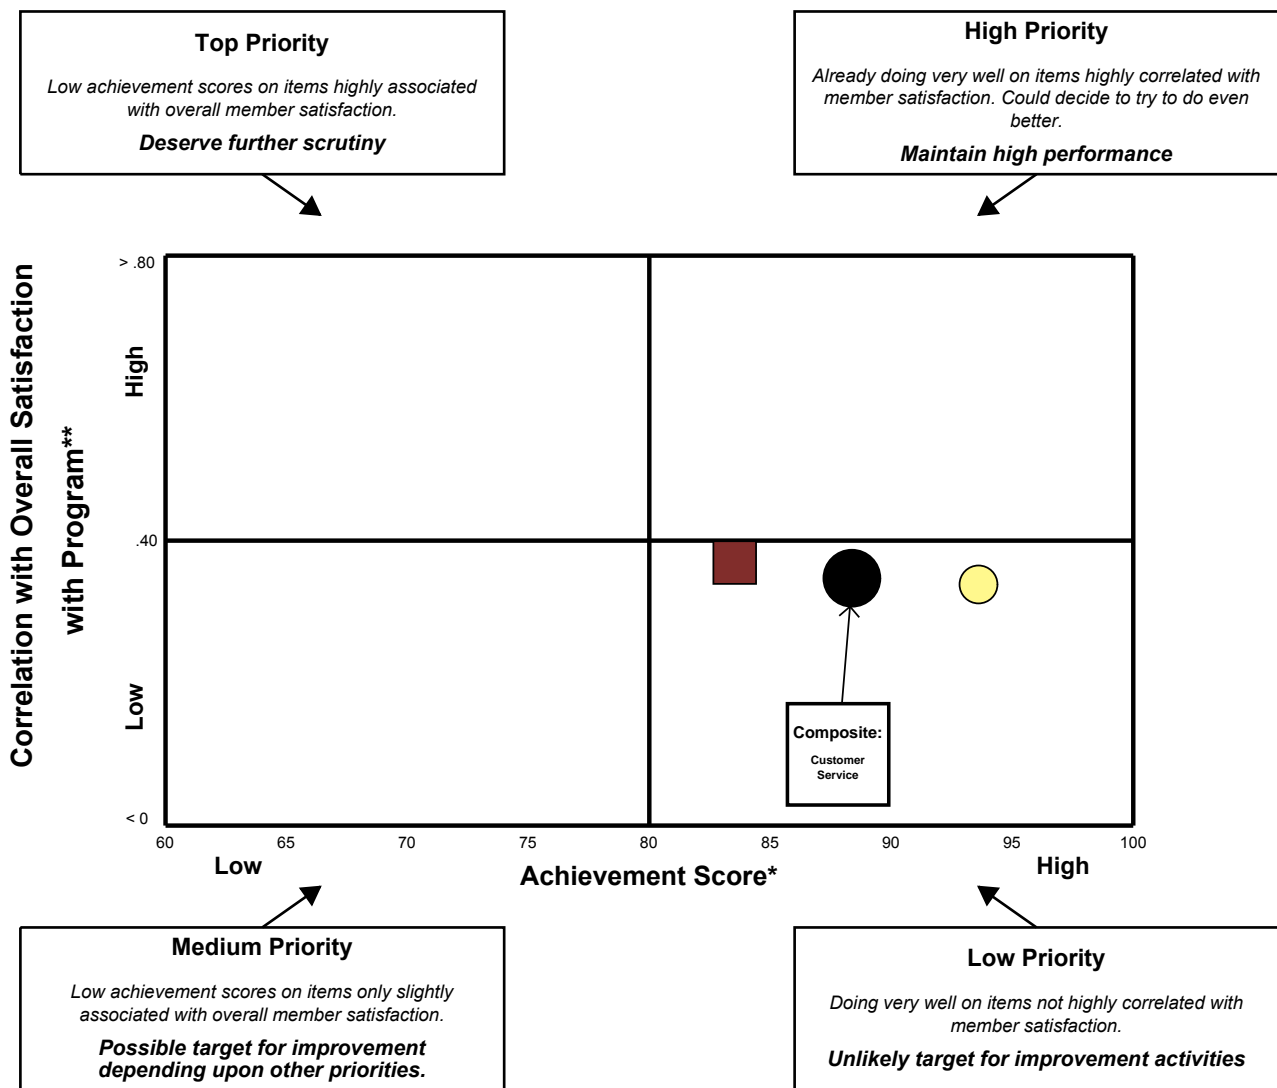 Top Priority
Low achievement scores on items highly associated
with overall member satisfaction.
Deserve further scrutiny
High Priority
Already doing very well on items highly correlated with
member satisfaction. Could decide to try to do even
better.
Maintain high performance
Correlation with Overall Satisfaction
with Program**
> .80
High
.40
Low
< 0
Composite:
Customer
Service
60
65
70
75
80
85
90
95
100
Low
Achievement Score*
High
Medium Priority
Low achievement scores on items only slightly
associated with overall member satisfaction.
Possible target for improvement
depending upon other priorities.
Low Priority
Doing very well on items not highly correlated with
member satisfaction.
Unlikely target for improvement activities